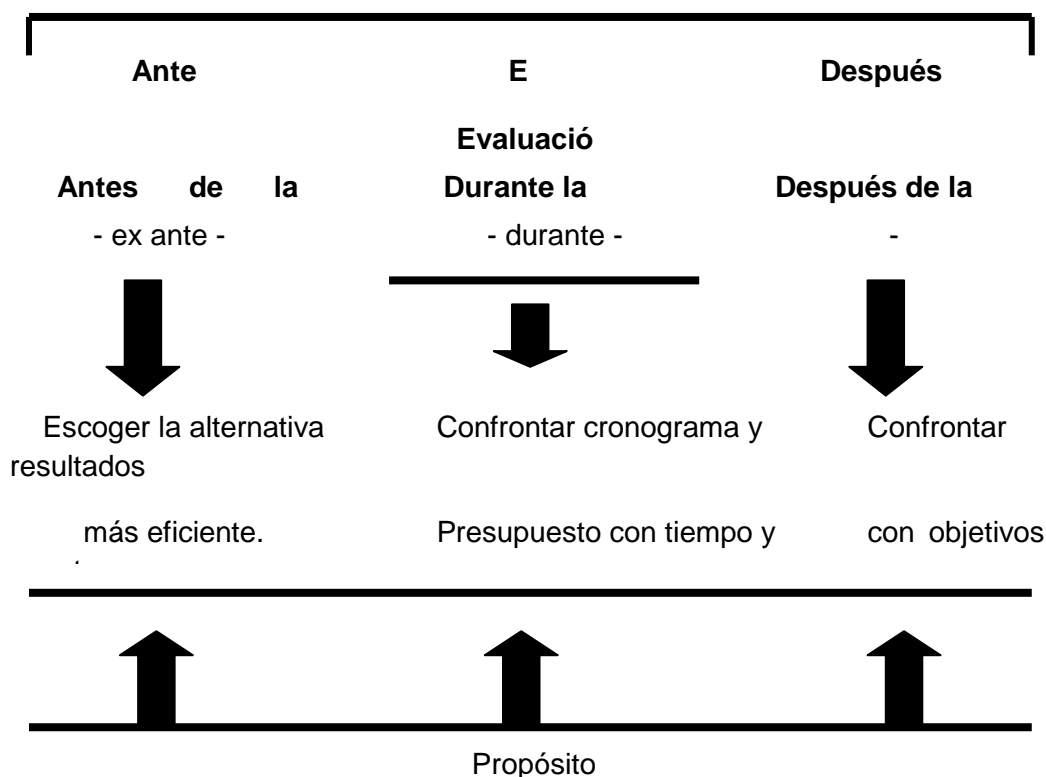 Ante E Después
Evaluació
Antes de la Durante la Después de la
- ex ante - - durante - -
Escoger la alternativa Confrontar cronograma y Confrontar
resultados
más eficiente. Presupuesto con tiempo y con objetivos
Propósito